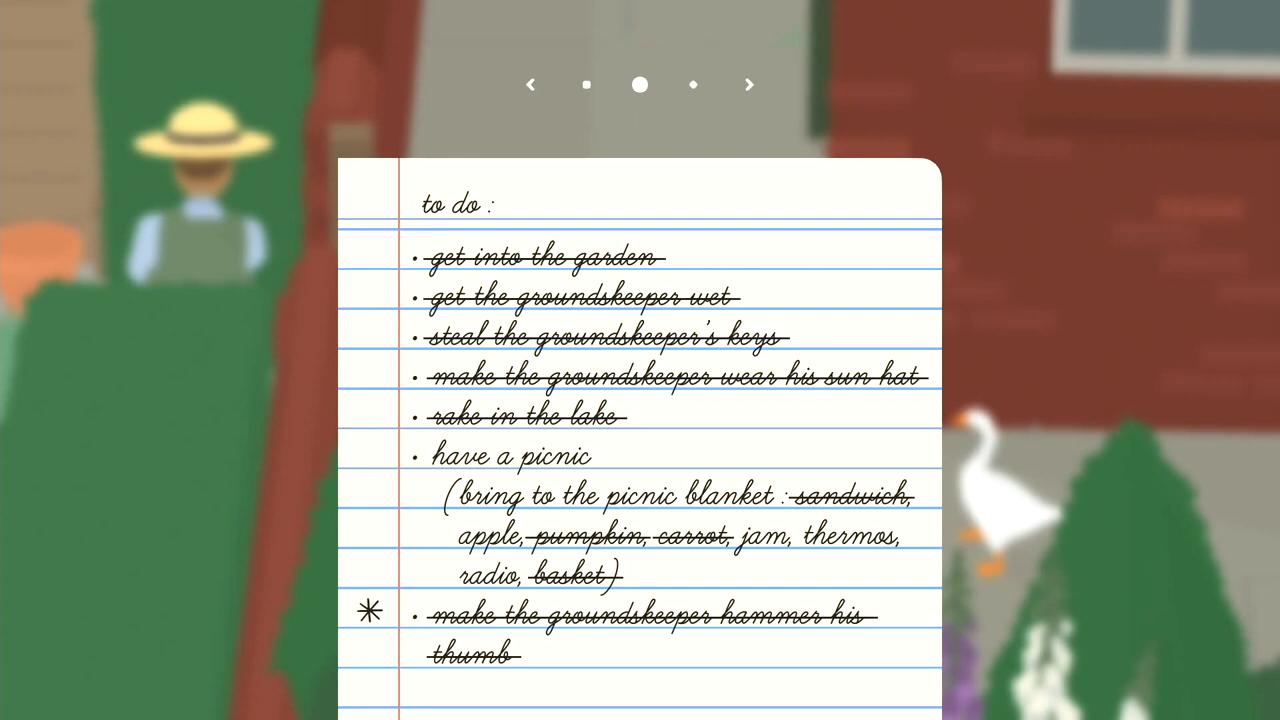 to do :
• get into the garden
• get the groundskeeper wet
• steal the groundskeeper's keys
• make the groundskeeper wear his sun hat
• rake in the lake
• have a picnic
(bring to the picnic blanket : sandwich,
apple, pumpkin, carrot, jam, thermos,
radio, basket)
• make the groundskeeper hammer his
thumb